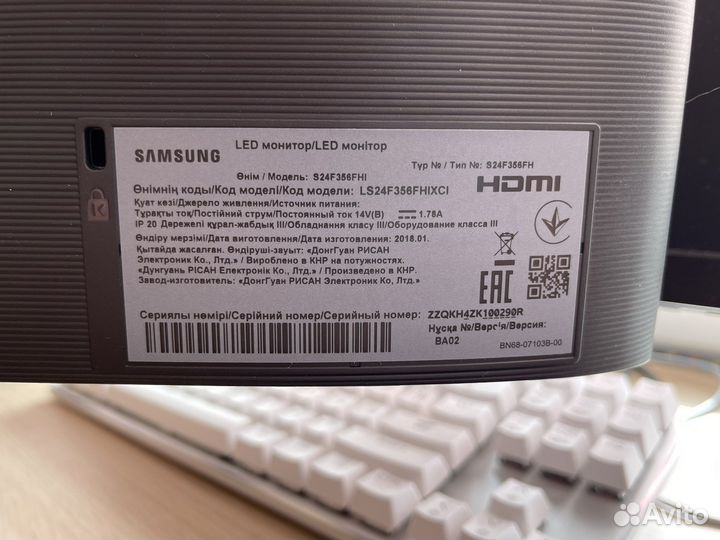 SAMSUNG
LED монитор/LED монітор
Өнім / Модель: S24F356FHI
Түр № / Тип №: S24F356FH
Өнімнің коды/Код моделі/Код модели: LS24F356FHIXCI
HDMI
Қуат көзі/Джерело живлення/Источник питания:
Тұрақты ток/Постійний струм/Постоянный ток 14V(B) 1.78A
IP 20 Дәрежелі құрал-жабдық III/Обладнання класу III/Оборудование класса III
Өндіру мерзімі/Дата виготовлення/Дата изготовления: 2018.01.
Қытайда жасалған. Өндіруші-зауыт: «ДонгГуан РИСАН
Электроник Ко., Лтд.» / Вироблено в КНР на потужностях.
«Дунгуань РІСАН Електронік Ко., Лтд.» / Произведено в КНР.
Завод-изготовитель: «ДонгГуан РИСАН Электроникс Ко., Лтд.»
EAC
Сериялы нөмірі/Серійний номер/Серийный номер:
ZZQKH4ZK100290R
Нұсқа №/Версія/Версия:
BA02
BN68-07103B-00
K
Avito